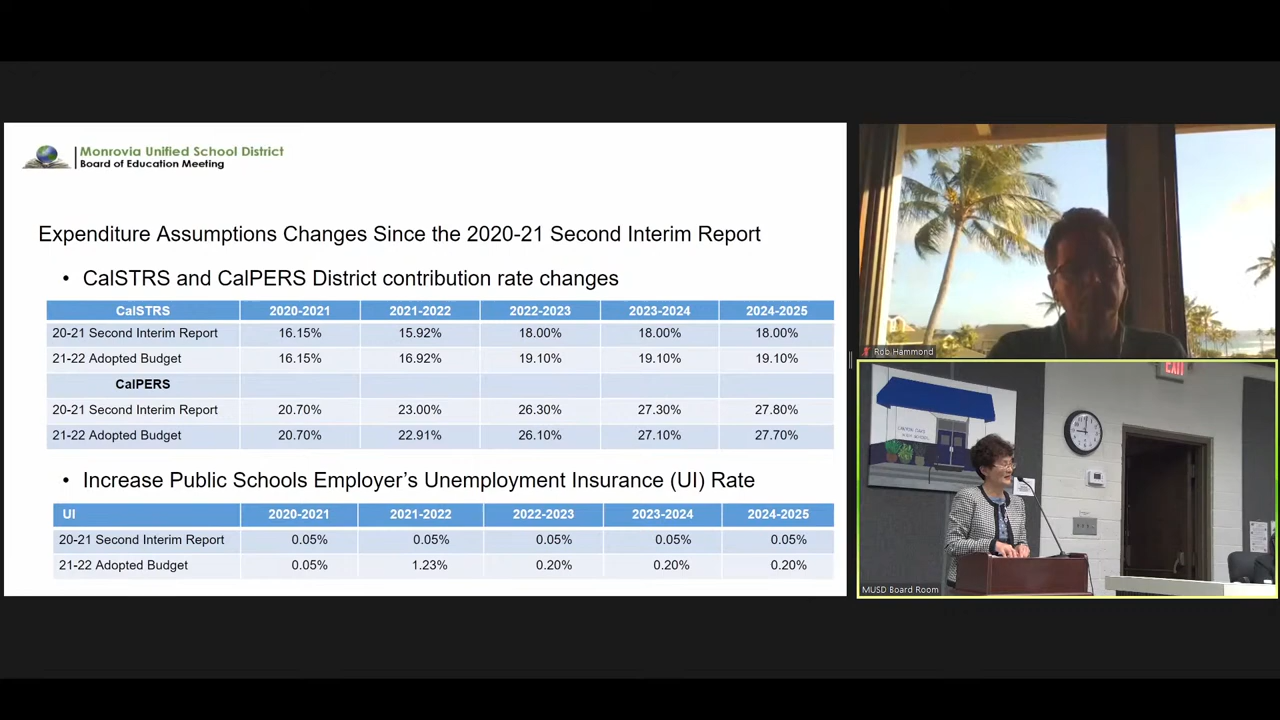 Monrovia Unified School District
Board of Education Meeting
Expenditure Assumptions Changes Since the 2020-21 Second Interim Report
• CalSTRS and CalPERS District contribution rate changes
CalSTRS 2020-2021 2021-2022 2022-2023 2023-2024 2024-2025
20-21 Second Interim Report 16.15% 15.92% 18.00% 18.00% 18.00%
21-22 Adopted Budget 16.15% 16.92% 19.10% 19.10% 19.10%
CalPERS
20-21 Second Interim Report 20.70% 23.00% 26.30% 27.30% 27.80%
21-22 Adopted Budget 20.70% 22.91% 26.10% 27.10% 27.70%
• Increase Public Schools Employer’s Unemployment Insurance (UI) Rate
UI 2020-2021 2021-2022 2022-2023 2023-2024 2024-2025
20-21 Second Interim Report 0.05% 0.05% 0.05% 0.05% 0.05%
21-22 Adopted Budget 0.05% 1.23% 0.20% 0.20% 0.20%
Rob Hammond
EXIT
MUSD Board Room